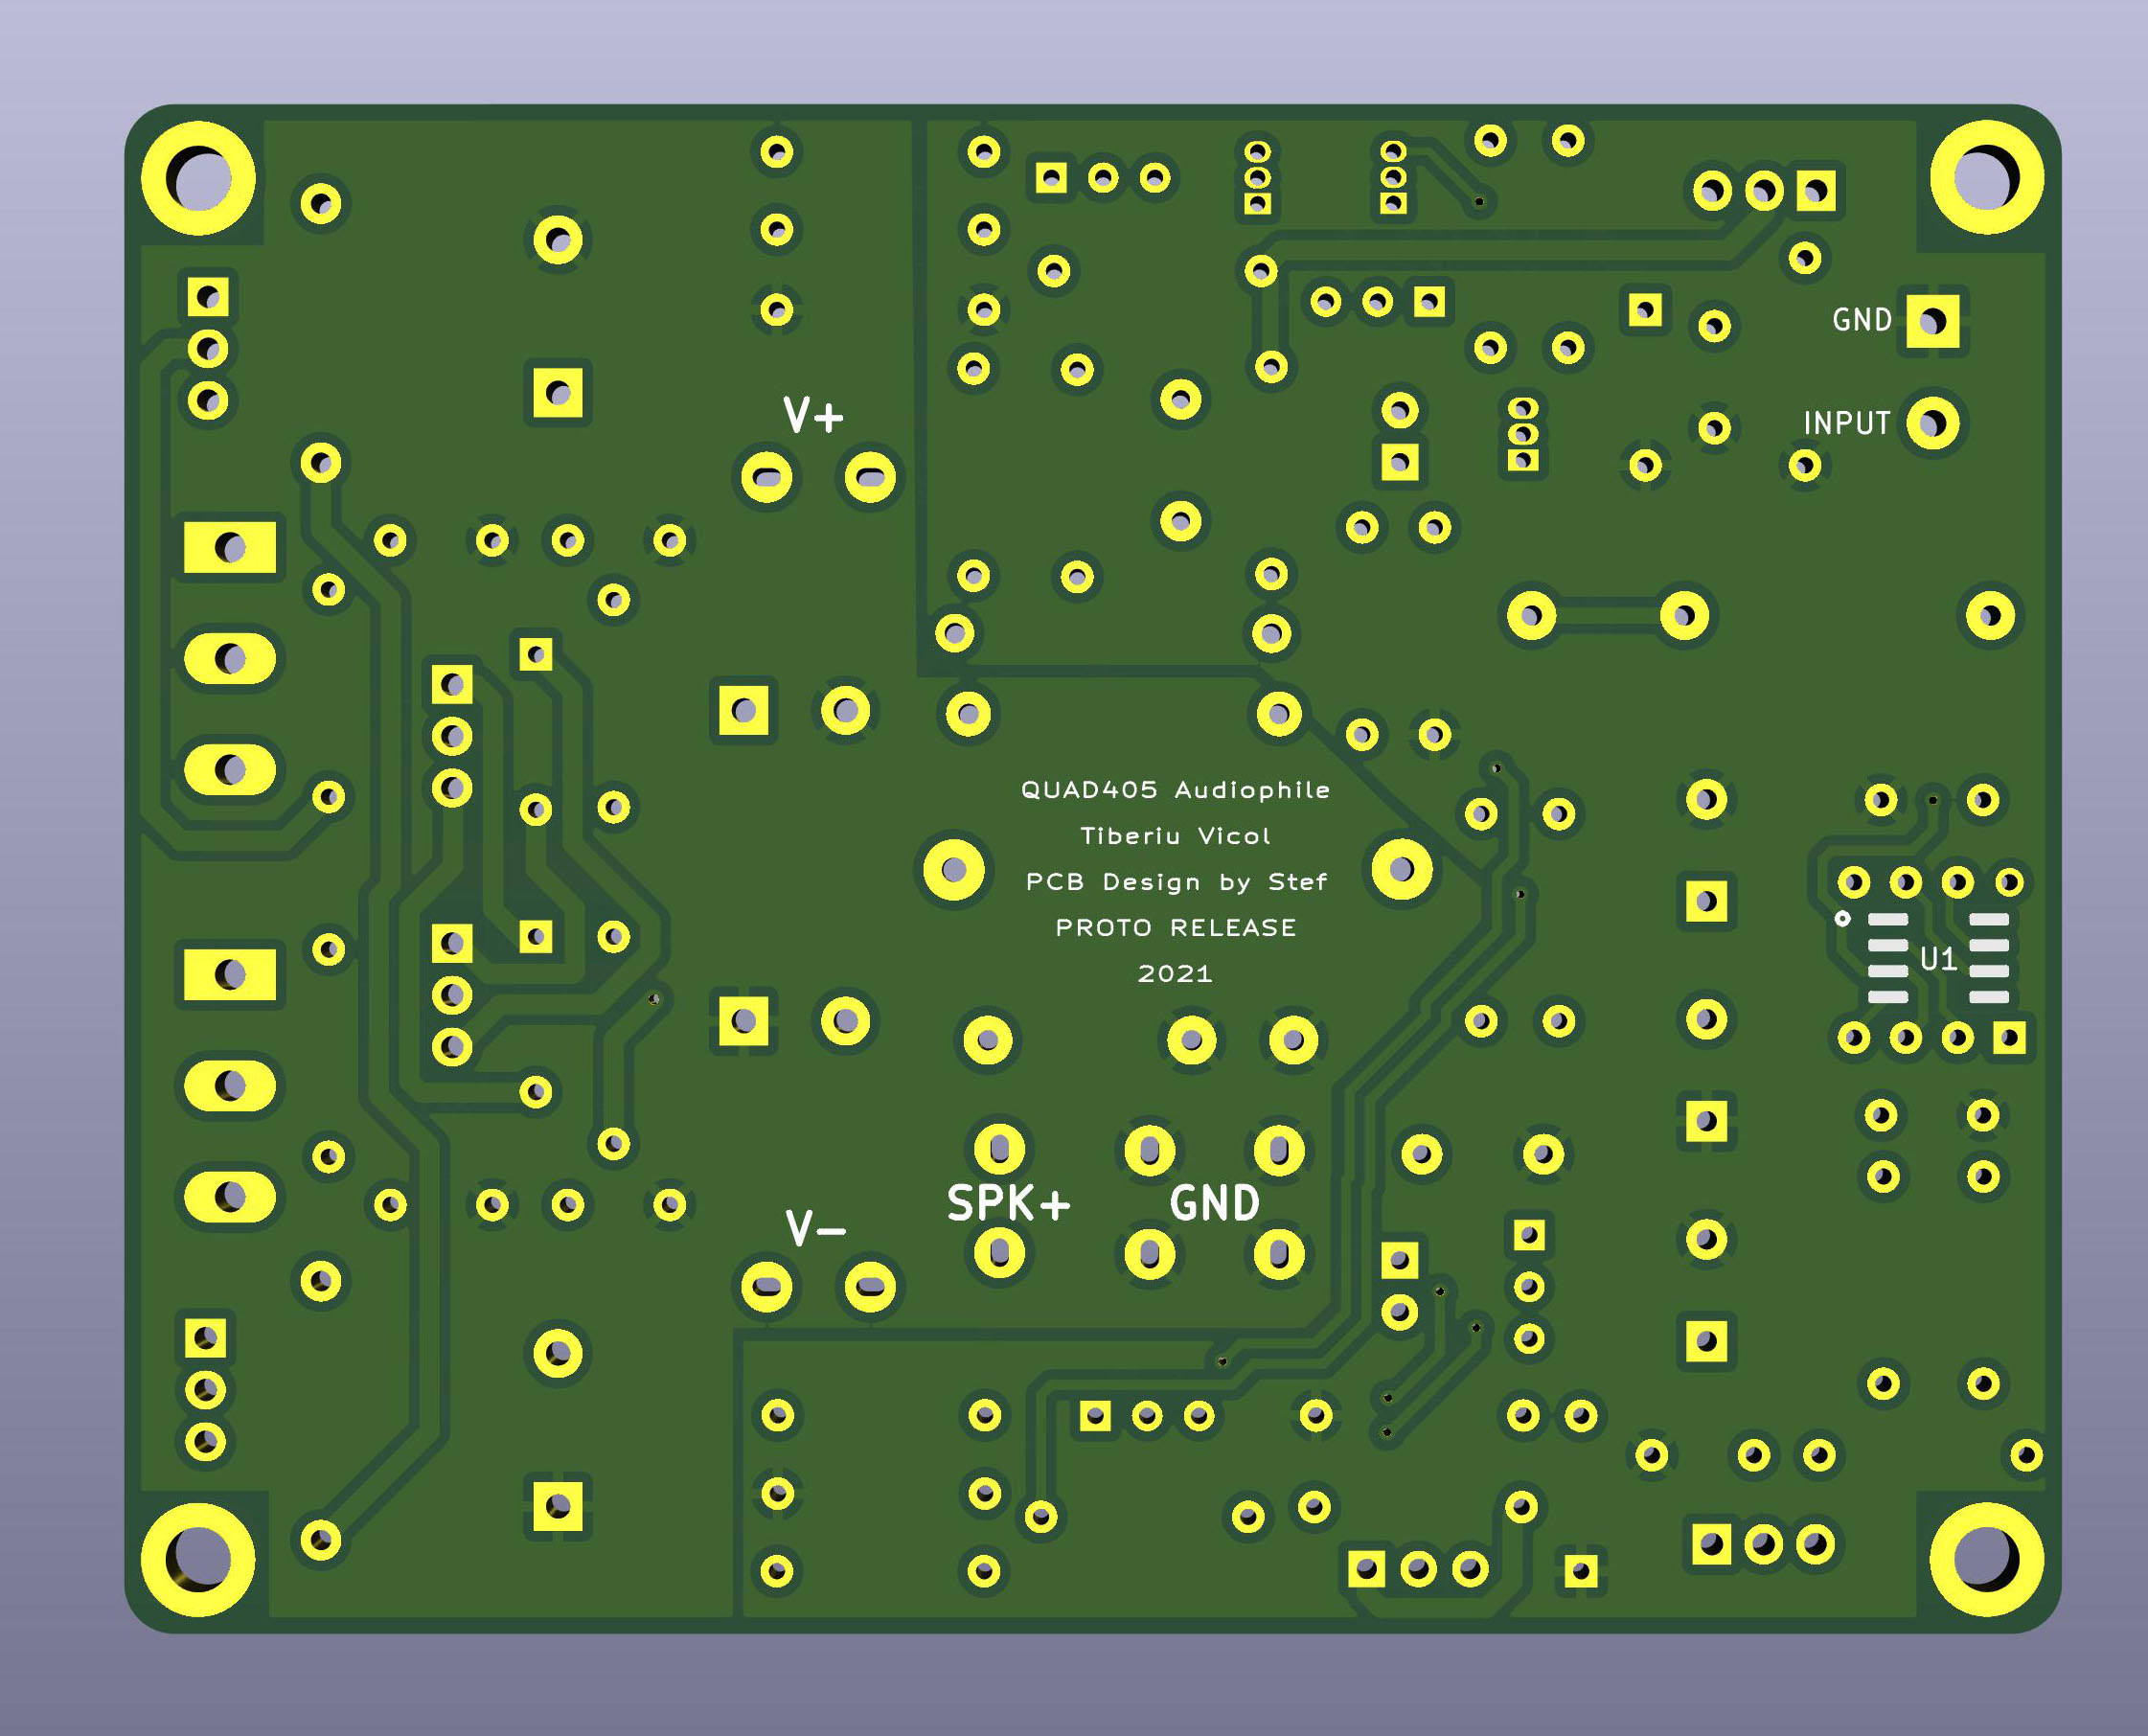 GND
V+
INPUT
QUAD405 Audiophile
Tiberiu Vicol
PCB Design by Stef
PROTO RELEASE
2021
U1
V-
SPK+
GND